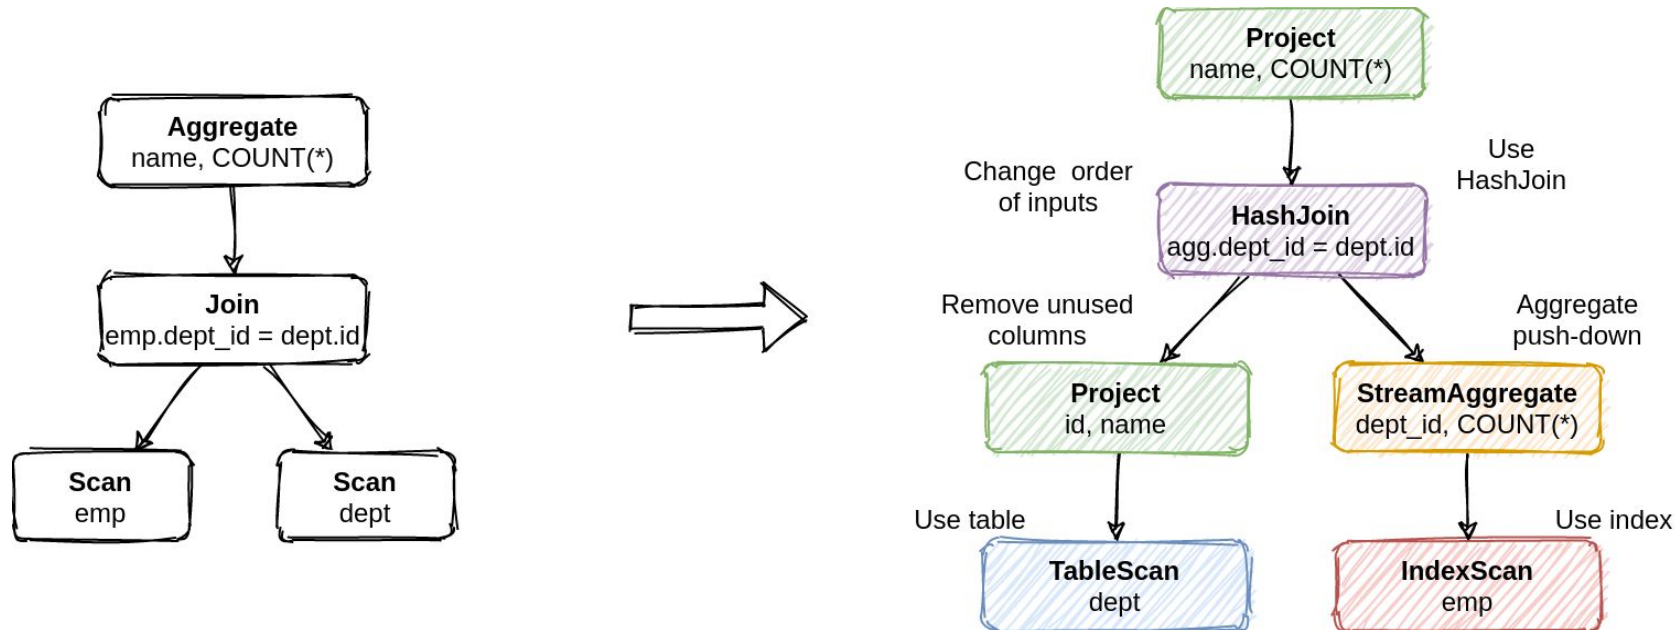 Aggregate
name, COUNT(*)
Join
emp.dept_id = dept.id
Scan
emp
Scan
dept
Project
name, COUNT(*)
Change order
of inputs
Use
HashJoin
HashJoin
agg.dept_id = dept.id
Remove unused
columns
Aggregate
push-down
Project
id, name
StreamAggregate
dept_id, COUNT(*)
Use table
Use index
TableScan
dept
IndexScan
emp